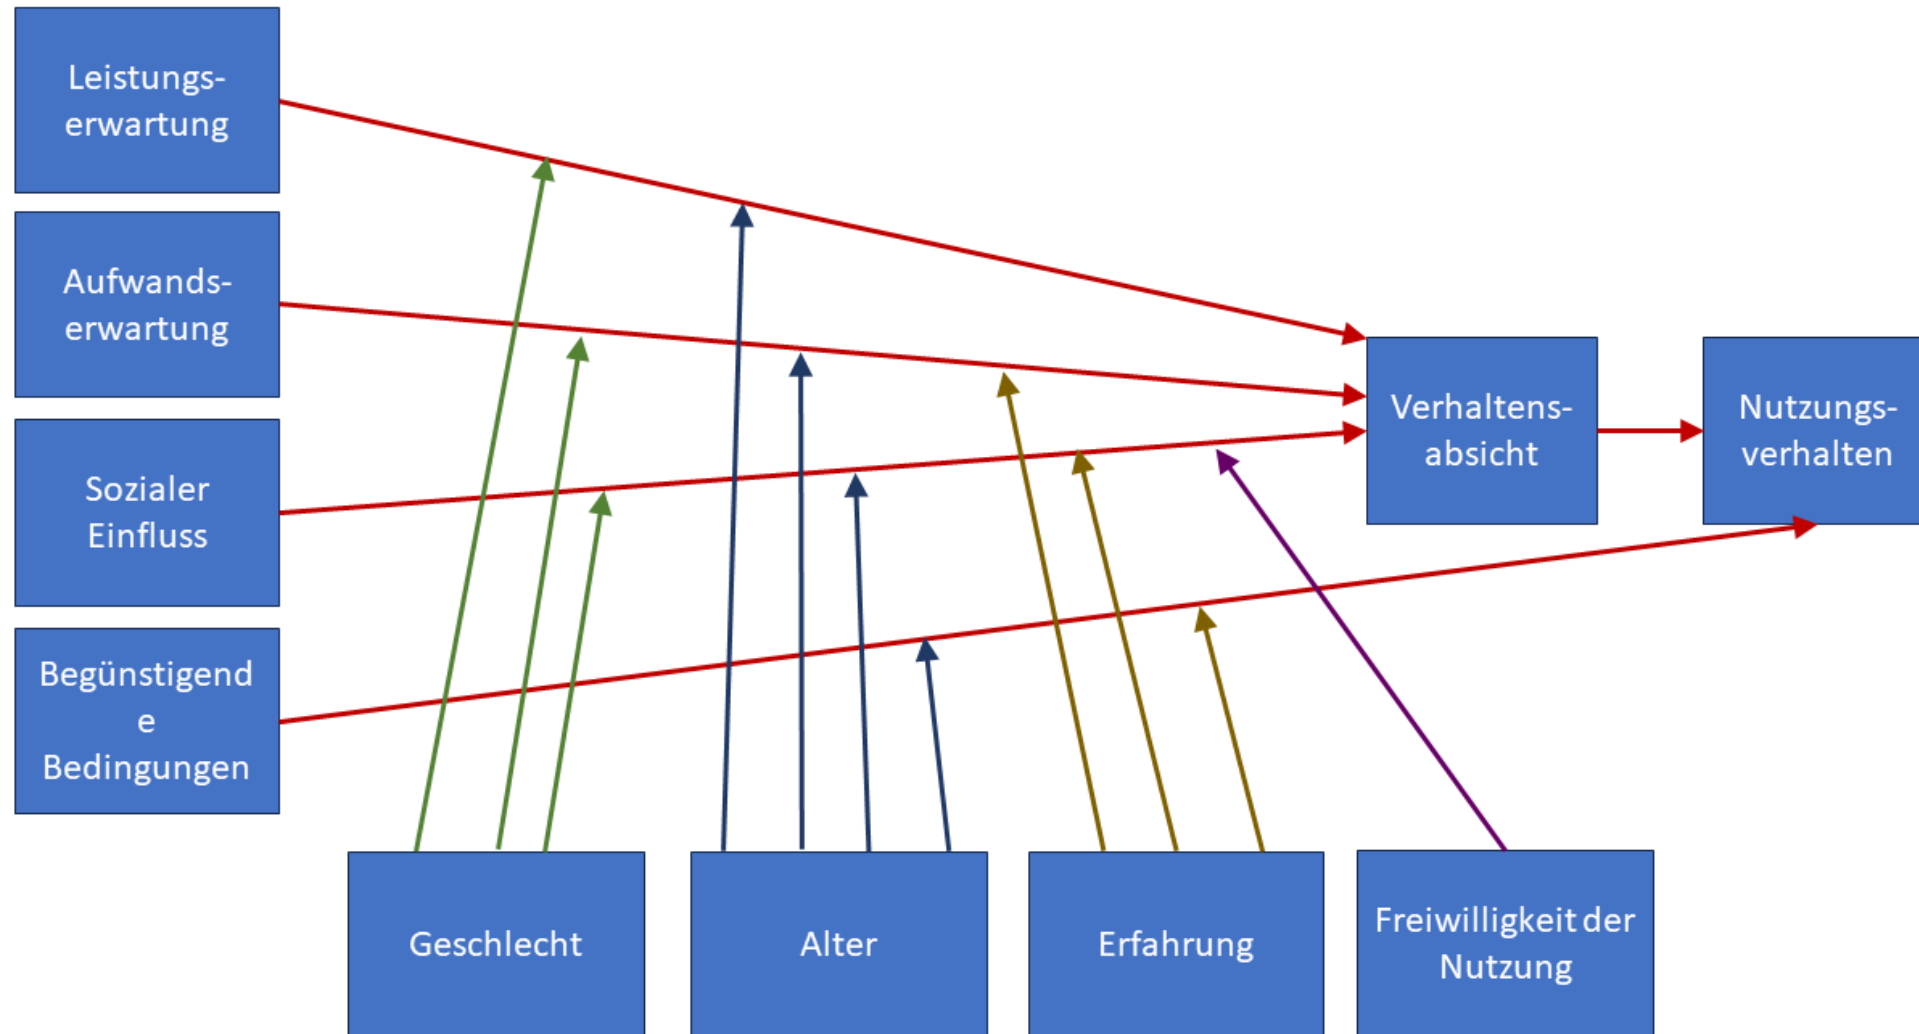 Leistungs-
erwartung
Aufwands-
erwartung
Sozialer
Einfluss
Begünstigend
e
Bedingungen
Verhaltens-
absicht
Nutzungs-
verhalten
Geschlecht
Alter
Erfahrung
Freiwilligkeit der
Nutzung